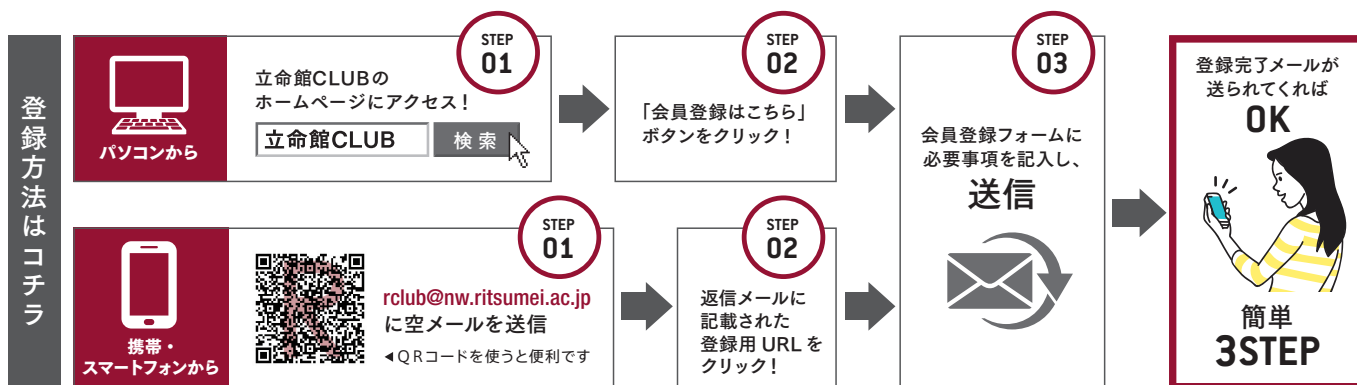 登録方法はコチラ
パソコンから
STEP
01
立命館CLUBの
ホームページにアクセス！
立命館CLUB
検索
STEP
02
「会員登録はこちら」
ボタンをクリック！
携帯・
スマートフォンから
STEP
01
rclub@nw.ritsumei.ac.jp
に空メールを送信
◀QRコードを使うと便利です
STEP
02
返信メールに
記載された
登録用 URL を
クリック！
STEP
03
会員登録フォームに
必要事項を記入し、
送信
登録完了メールが
送られてくれば
OK
簡単
3STEP